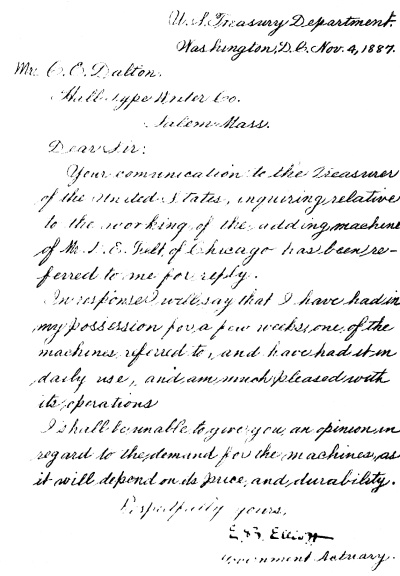 U.S. Treasury Department.
Washington, D.C. Nov. 4, 1887.
Mr. C.E. Dalton.
Hall Type Writer Co.
Salem Mass.
Dear Sir:
Your communication to the Treasurer
of the United States, inquiring relative
to the working of the adding machine
of Mr. D. E. Felt, of Chicago has been re-
ferred to me for reply.
In response I will say that I have had in
my possession for a few weeks, one of the
machines referred to, and have had it in
daily use, and am much pleased with
its operations
I shall be unable to give you an opinion in
regard to the demand for the machines, as
it will depend on its price, and durability.
Respectfully yours,
E.B. Elliott
Government Actuary.